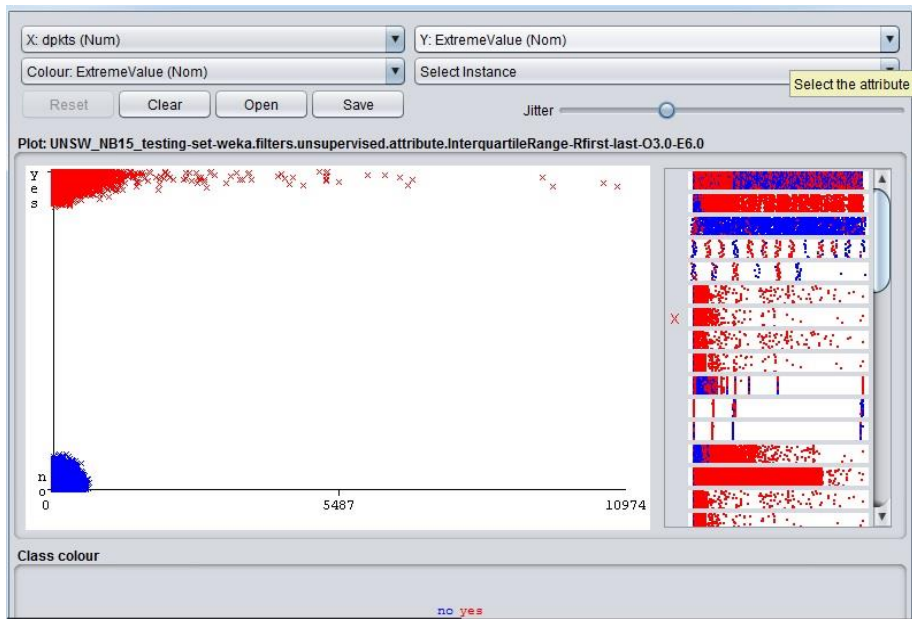 X: dpkts (Num) Y: ExtremeValue (Nom)
Colour: ExtremeValue (Nom) Select Instance
Select the attribute
Reset Clear Open Save Jitter
Plot: UNSW_NB15_testing-set-weka.filters.unsupervised.attribute.InterquartileRange-Rfirst-last-O3.0-E6.0
yes
X
no
0 5487 10974
Class colour
no yes